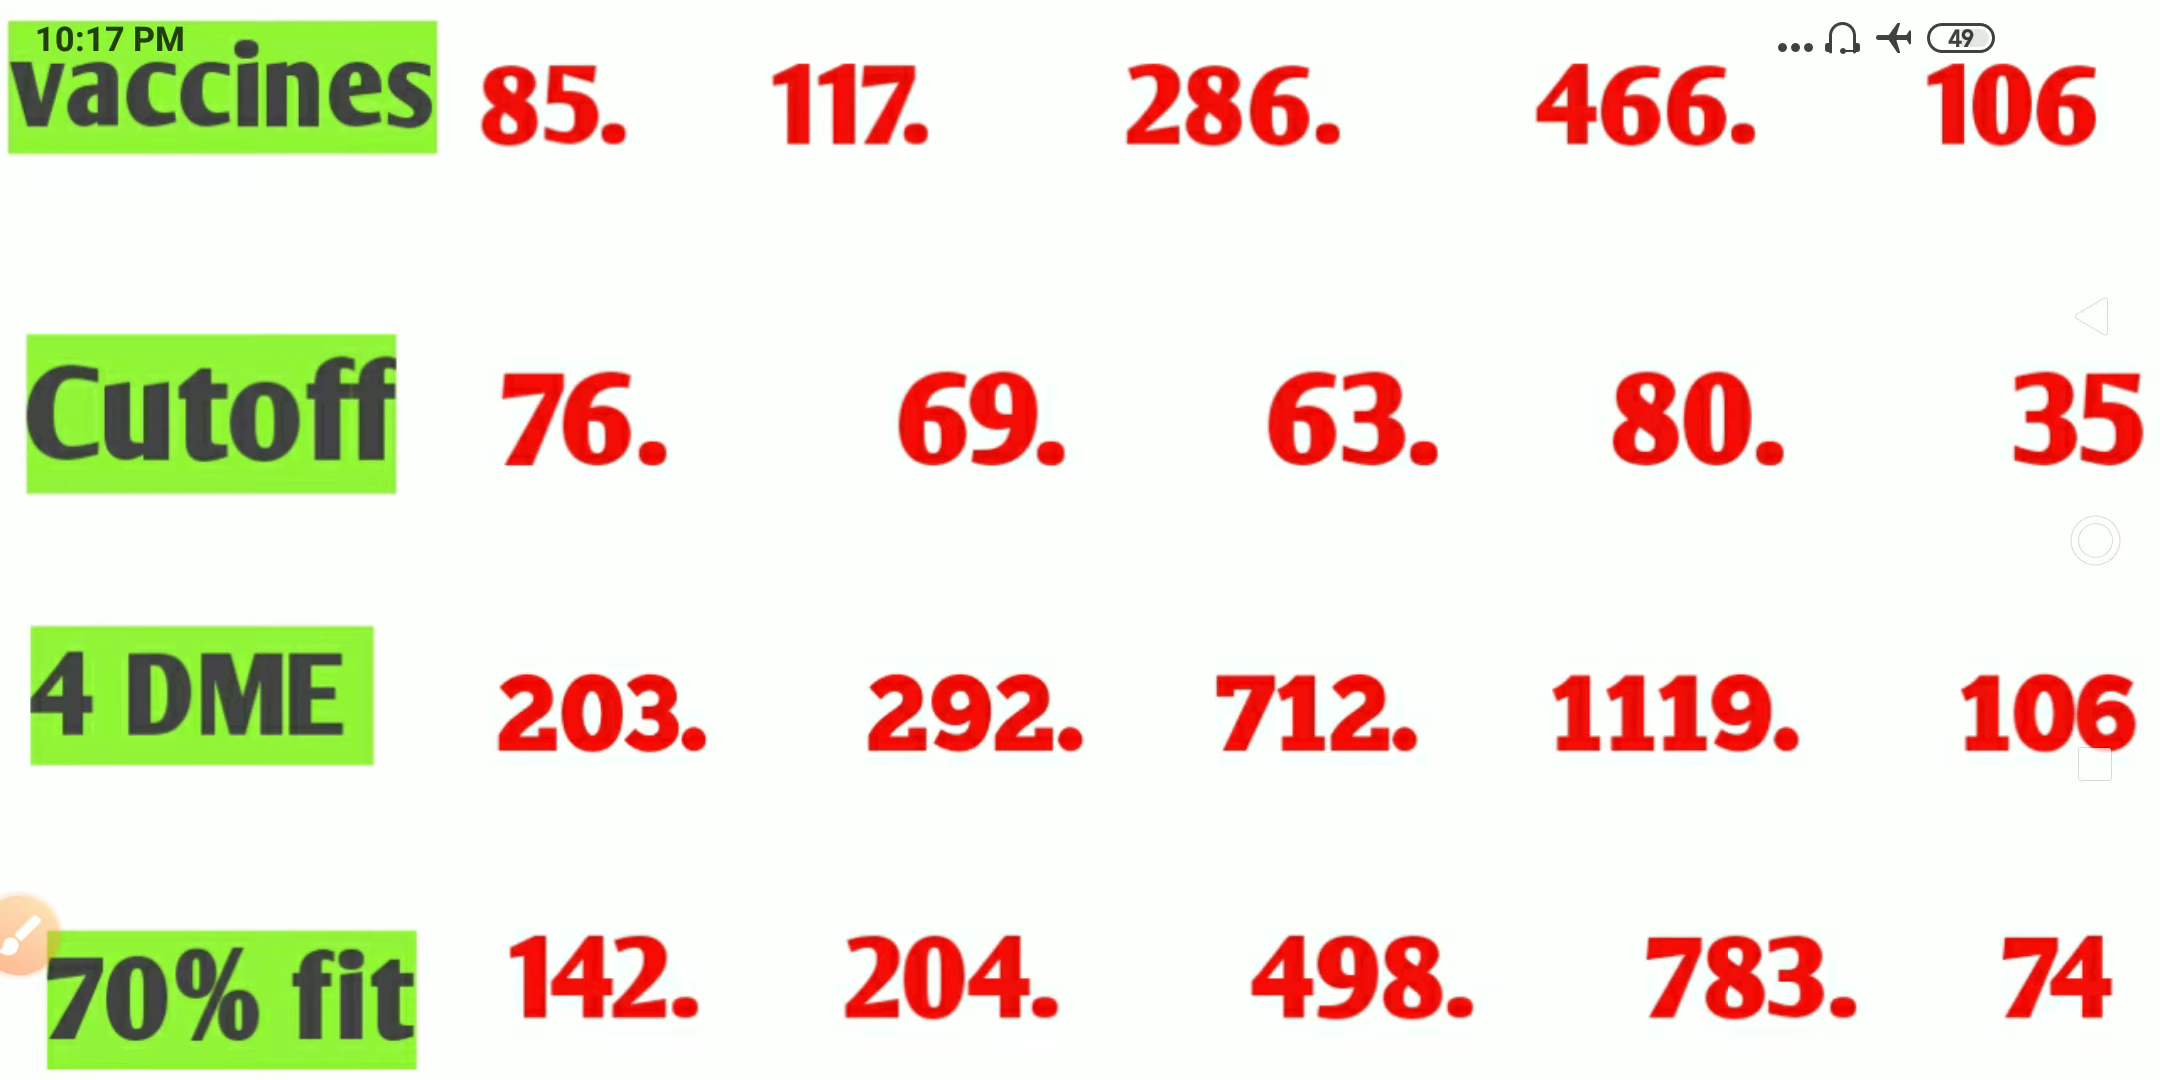 10:17 PM 49
vaccines 85. 117. 286. 466. 106
Cutoff 76. 69. 63. 80. 35
4 DME 203. 292. 712. 1119. 106
70% fit 142. 204. 498. 783. 74